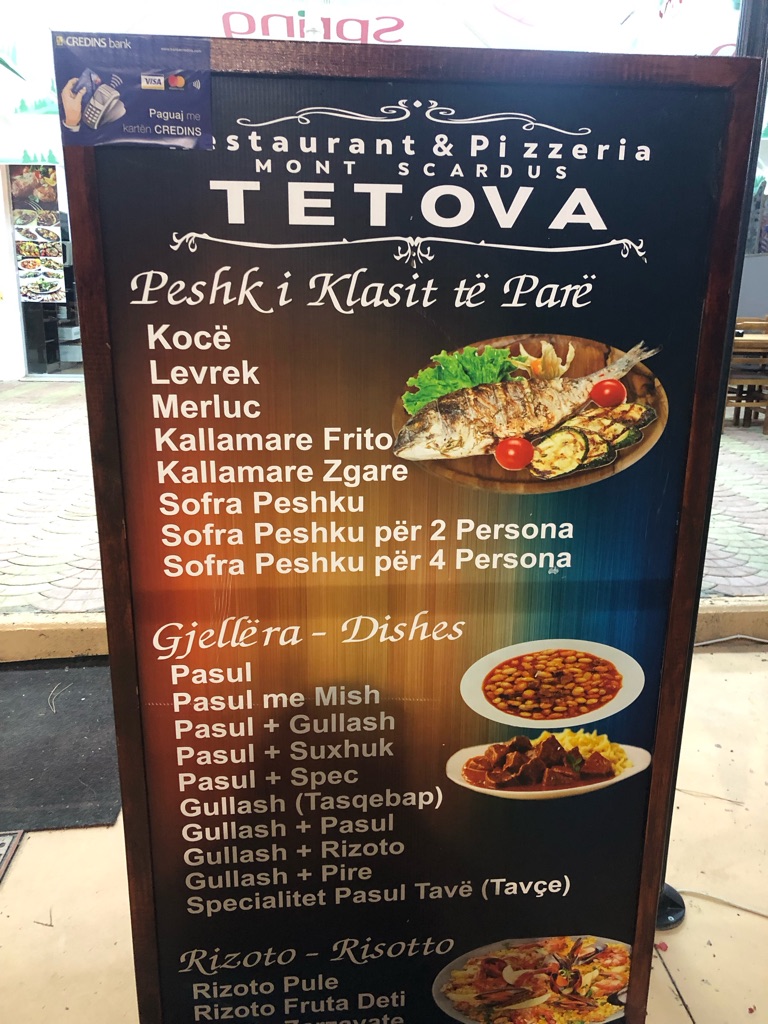 spring
CREDINS bank
VISA
Paguaj me
kartën CREDINS
estaurant & Pizzeria
MONT SCARDUS
TETOVA
Peshk i Klasit të Parë
Kocë
Levrek
Merluc
Kallamare Frito
Kallamare Zgare
Sofra Peshku
Sofra Peshku për 2 Persona
Sofra Peshku për 4 Persona
Gjellëra - Dishes
Pasul
Pasul me Mish
Pasul + Gullash
Pasul + Suxhuk
Pasul + Spec
Gullash (Tasqebap)
Gullash + Pasul
Gullash + Rizoto
Gullash + Pire
Specialitet Pasul Tavë (Tavçe)
Rizoto - Risotto
Rizoto Pule
Rizoto Fruta Deti